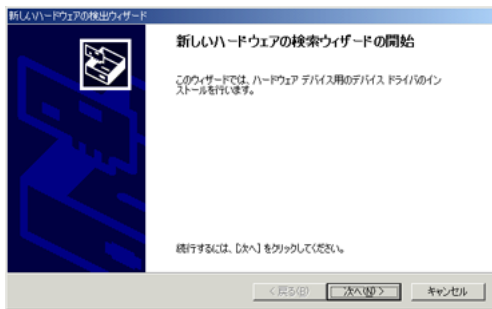 新しいハードウェアの検出ウィザード
新しいハードウェアの検索ウィザードの開始
このウィザードでは、ハードウェア デバイス用のデバイス ドライバのイン
ストールを行います。
続行するには、[次へ] をクリックしてください。
< 戻る(B) 次へ(N) > キャンセル